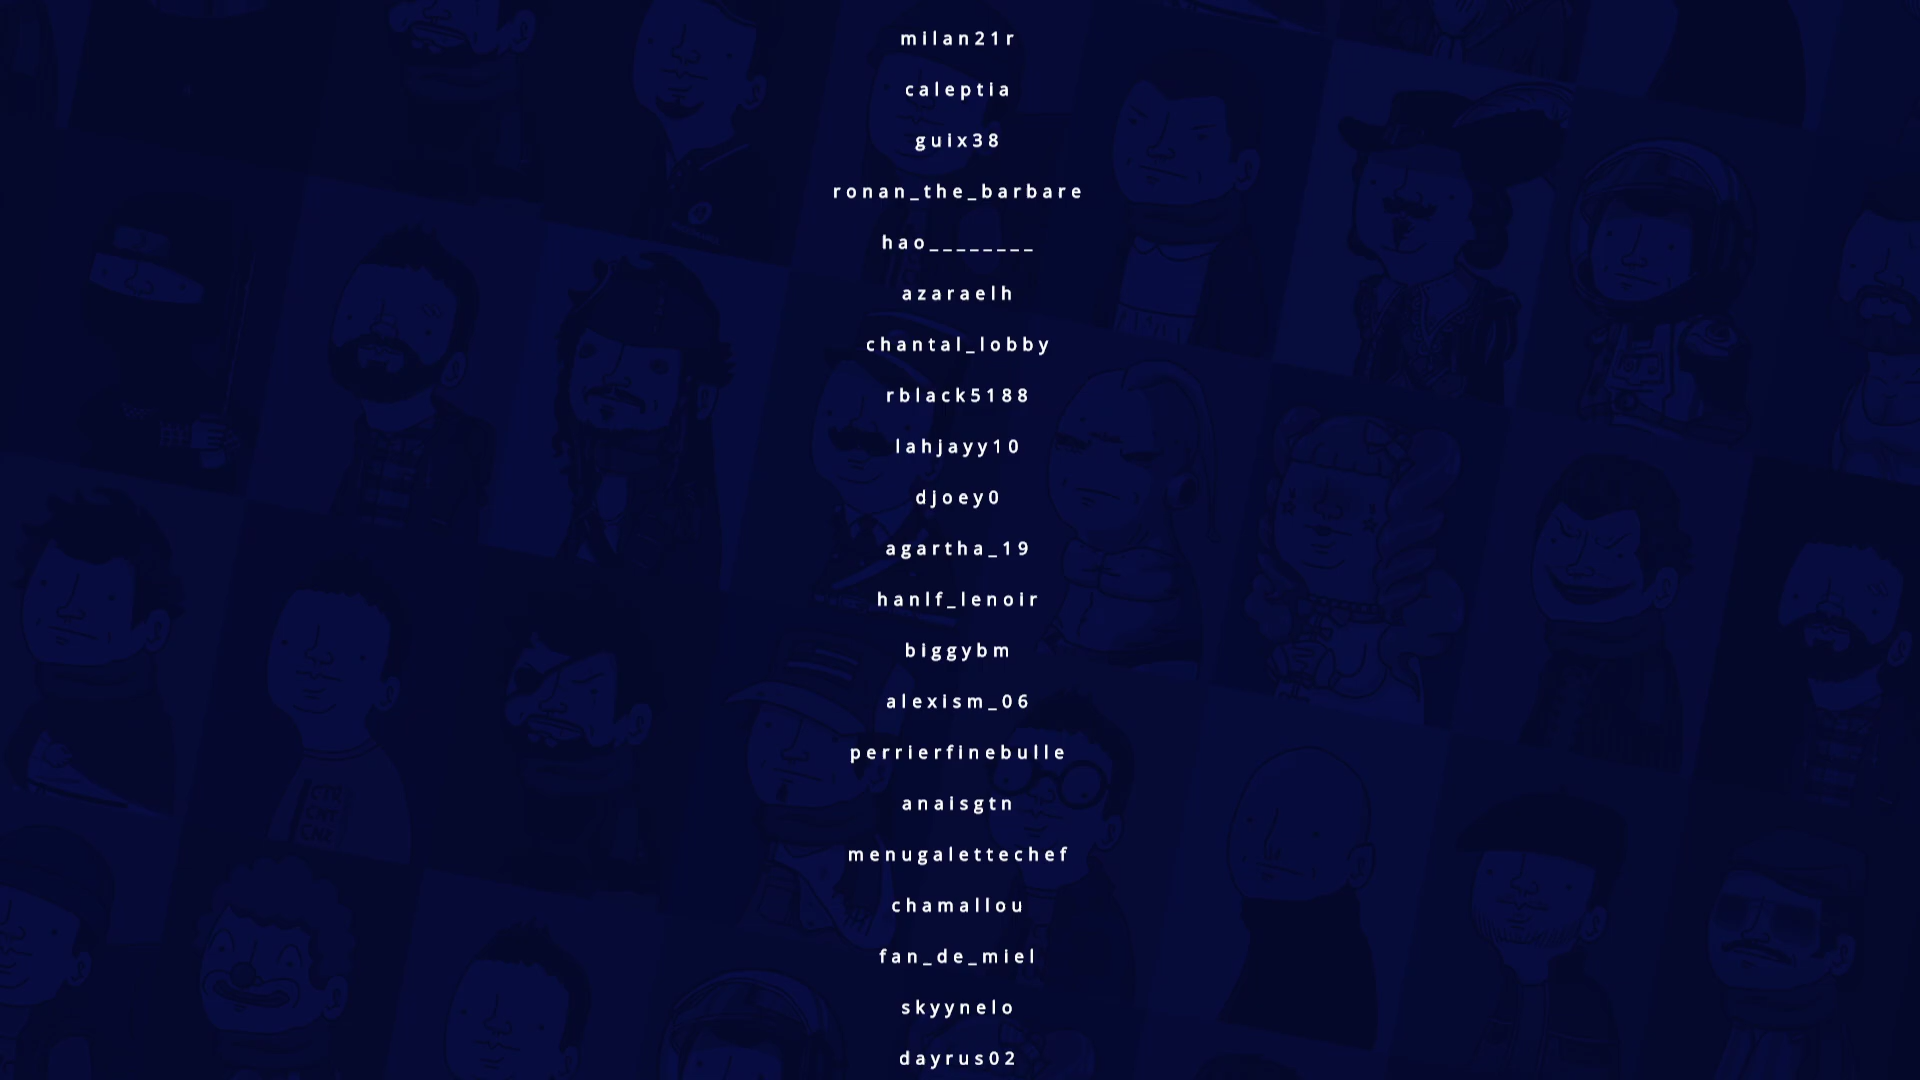 milan21r
caleptia
guix38
ronan_the_barbare
hao________
azaraelh
chantal_lobby
rblack5188
lahjayy10
djoey0
agartha_19
hanlf_lenoir
biggybm
alexism_06
perrierfinebulle
anaisgtn
menugalettechef
chamallou
fan_de_miel
skyynelo
dayrus02